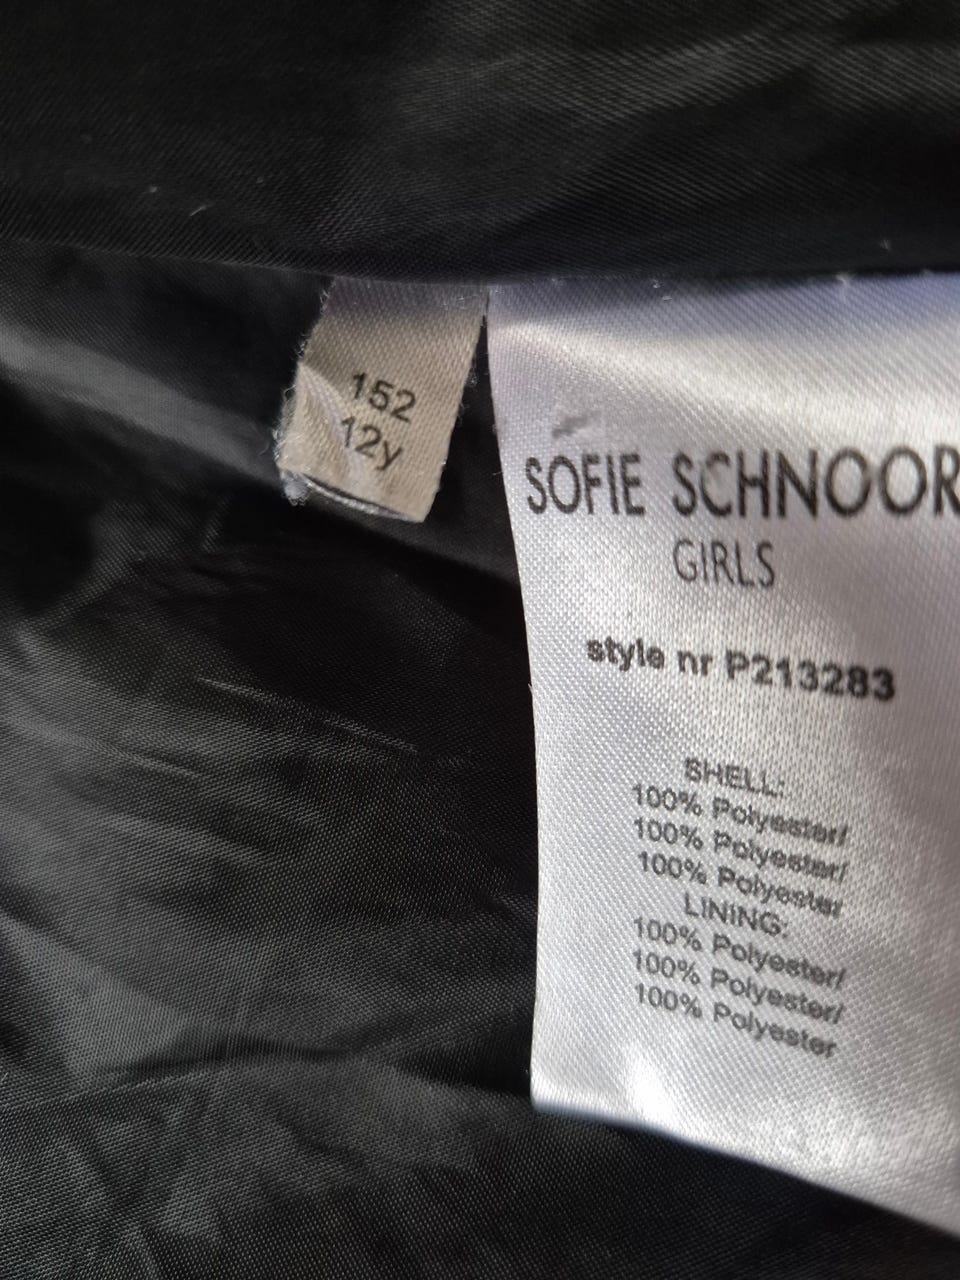 152
12y
SOFIE SCHNOOR
GIRLS
style nr P213283
SHELL:
100% Polyester/
100% Polyester/
100% Polyester
LINING:
100% Polyester/
100% Polyester/
100% Polyester